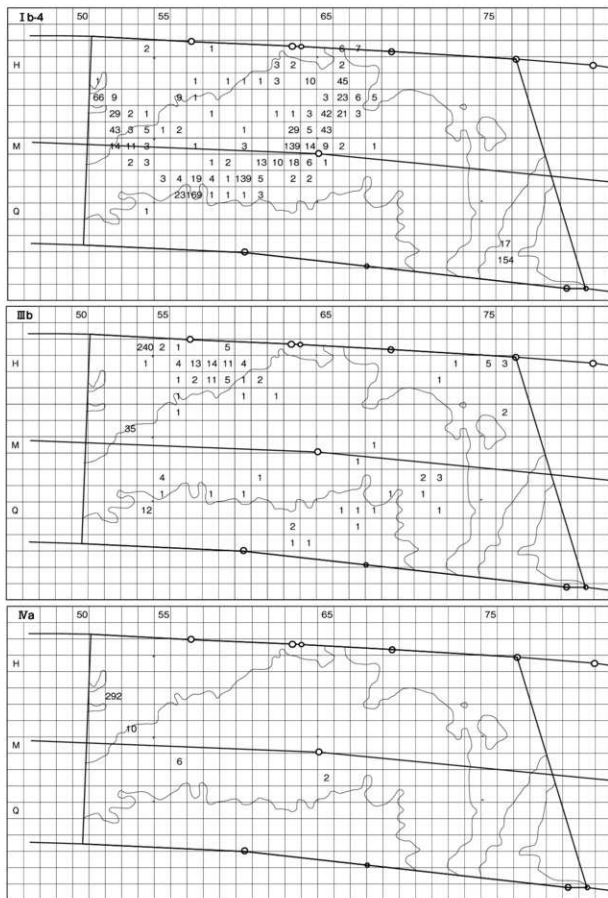 Ⅰb-4 50 55 65 75
2 1 6 7
H 3 2 2
1 1 1 1 1 3 10 45
66 9 9 1 3 23 6 5
29 2 1 1 1 1 3 42 21 3
43 3 5 1 2 1 29 5 43
M 14 11 3 1 3 139 14 9 2 1
2 3 1 2 13 10 18 6 1
3 4 19 4 139 5 2 2
23 169 1 1 1 3
Q 1
17
154
Ⅲb 50 55 65 75
240 2 1 5
H 1 4 13 14 11 4 1 5 3
1 2 11 5 1 2 1
1 1 1 1
1 2
35
M 1
1
4 1 2 3
1 1 1 1 1
Q 12 1 1 1 1
2 1
1 1
Ⅳa 50 55 65 75
H
292
10
M
6
2
Q